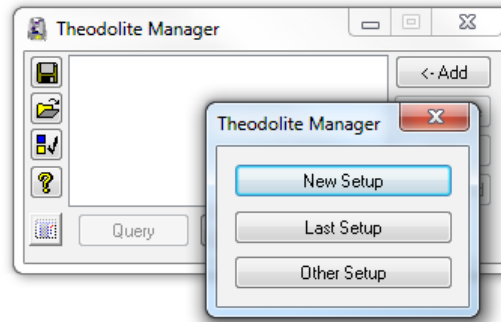 Theodolite Manager
<- Add
Theodolite Manager
New Setup
Last Setup
Other Setup
Query